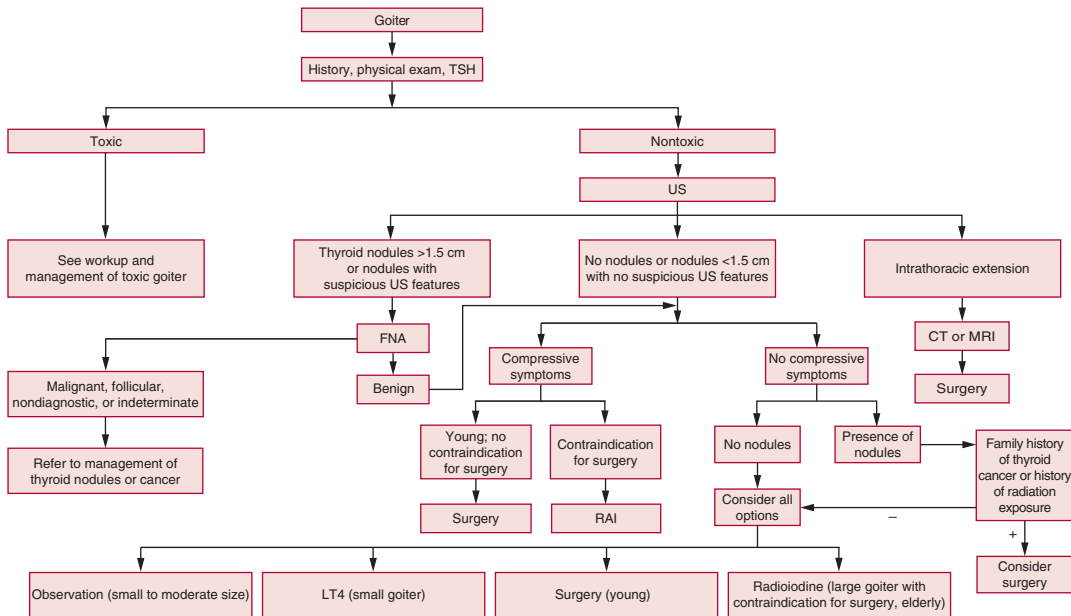 Goiter
History, physical exam, TSH
Toxic
Nontoxic
US
See workup and
management of toxic goiter
Thyroid nodules >1.5 cm
or nodules with
suspicious US features
No nodules or nodules <1.5 cm
with no suspicious US features
Intrathoracic extension
FNA
CT or MRI
Malignant, follicular,
nondiagnostic, or indeterminate
Benign
Compressive
symptoms
No compressive
symptoms
Surgery
Refer to management of
thyroid nodules or cancer
Young; no
contraindication
for surgery
Contraindication
for surgery
No nodules
Presence of
nodules
Family history
of thyroid
cancer or history
of radiation
exposure
Surgery
RAI
Consider all
options
–
+
Consider
surgery
Observation (small to moderate size)
LT4 (small goiter)
Surgery (young)
Radioiodine (large goiter with
contraindication for surgery, elderly)